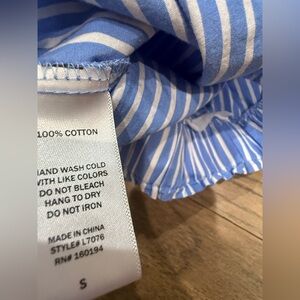 100% COTTON
HAND WASH COLD
WITH LIKE COLORS
DO NOT BLEACH
HANG TO DRY
DO NOT IRON
MADE IN CHINA
STYLE# L7076
RN# 160194
S